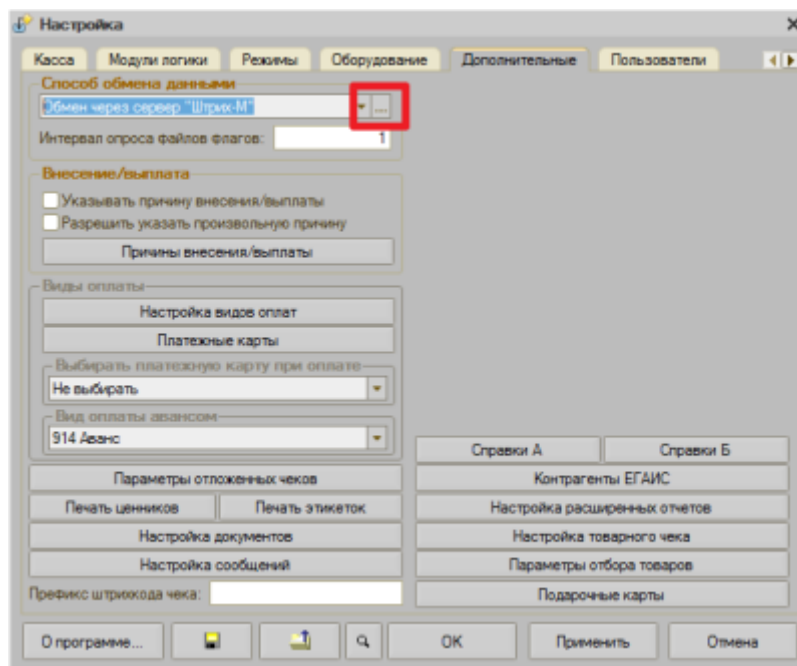 Настройка
Касса Модули логики Режимы Оборудование Дополнительные Пользователи
Способ обмена данными
Обмен через сервер "Штрих-М"
...
Интервал опроса файлов флагов: 1
Внесение/выплата
Указывать причину внесения/выплаты
Разрешить указать произвольную причину
Причины внесения/выплаты
Виды оплаты
Настройка видов оплат
Платежные карты
Выбирать платежную карту при оплате
Не выбирать
Вид оплаты авансом
914 Аванс
Справки А Справки Б
Параметры отложенных чеков Контрагенты ЕГАИС
Печать ценников Печать этикеток Настройка расширенных отчетов
Настройка документов Настройка товарного чека
Настройка сообщений Параметры отбора товаров
Префикс штрихкода чека: Подарочные карты
О программе... ОК Применить Отмена